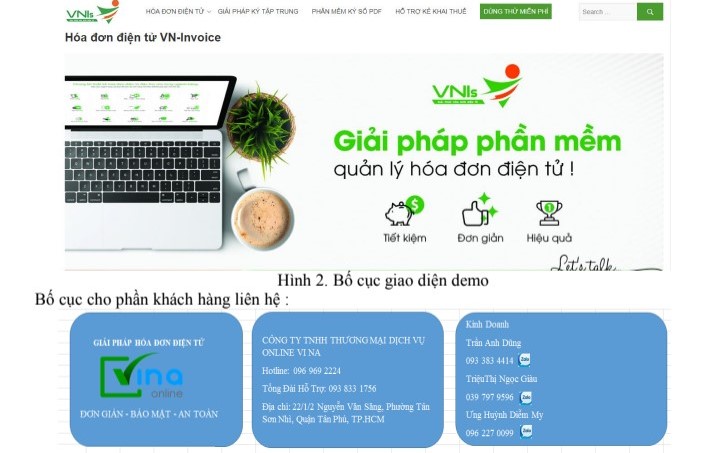 VNIs HÓA ĐƠN ĐIỆN TỬ GIẢI PHÁP KÝ TẬP TRUNG PHẦN MỀM KÝ SỐ PDF HỖ TRỢ KÊ KHAI THUẾ DÙNG THỬ MIỄN PHÍ Search ...
Hóa đơn điện tử VN-Invoice
VNIs
Giải pháp phần mềm
quản lý hóa đơn điện tử !
Tiết kiệm Đơn giản Hiệu quả
Let's talk
Hình 2. Bố cục giao diện demo
Bố cục cho phần khách hàng liên hệ :
GIẢI PHÁP HÓA ĐƠN ĐIỆN TỬ
vina
online
ĐƠN GIẢN - BẢO MẬT - AN TOÀN
CÔNG TY TNHH THƯƠNG MẠI DỊCH VỤ
ONLINE VI NA
Hotline: 096 969 2224
Tổng Đài Hỗ Trợ: 093 833 1756
Địa chỉ: 22/1/2 Nguyễn Văn Săng, Phường Tân
Sơn Nhì, Quận Tân Phú, TP.HCM
Kinh Doanh
Trần Anh Dũng
093 383 4414 Zalo
TriệuThị Ngọc Giàu
039 797 9596 Zalo
Ưng Huỳnh Diễm My
096 227 0099 Zalo